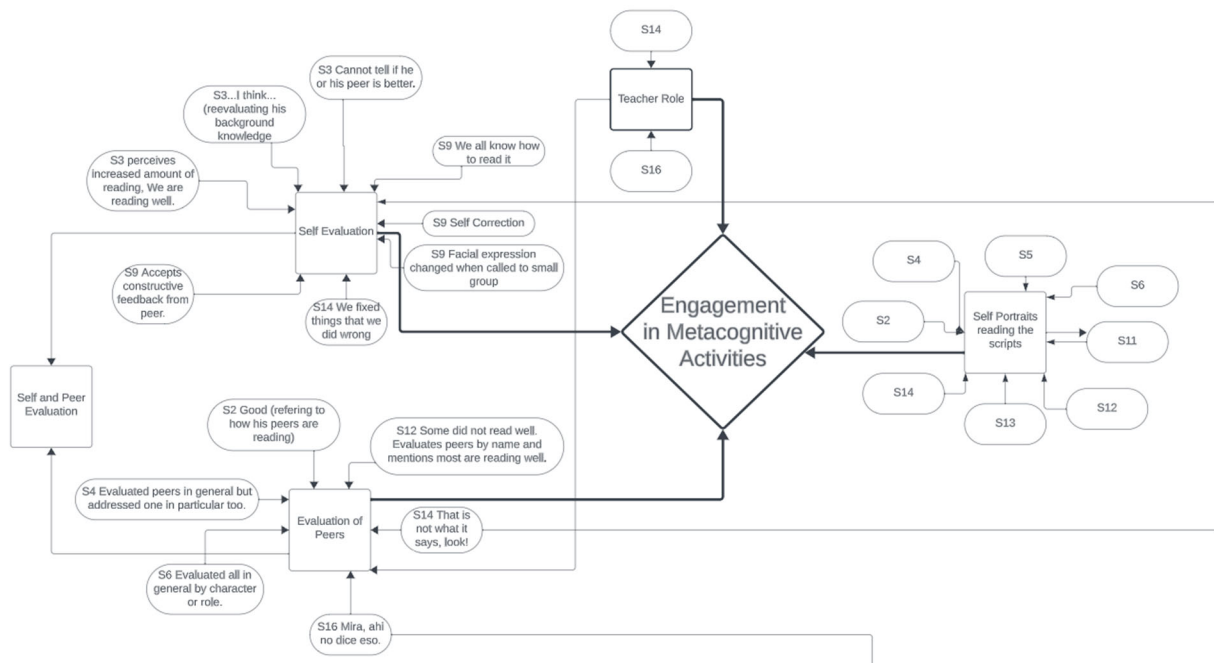 S14
Teacher Role
S16
S3 Cannot tell if he
or his peer is better.
S3...I think...
(reevaluating his
background
knowledge
S9 We all know how
to read it
S3 perceives
increased amount of
reading, We are
reading well.
Self Evaluation
S9 Self Correction
S9 Facial expression
changed when called to small
group
S9 Accepts
constructive
feedback from
peer.
S14 We fixed
things that we
did wrong
Engagement
in Metacognitive
Activities
S4
S5
S6
S2
Self Portraits
reading the
scripts
S11
S14
S13
S12
Self and Peer
Evaluation
S2 Good (refering to
how his peers are
reading)
S12 Some did not read well.
Evaluates peers by name and
mentions most are reading well.
S4 Evaluated peers in general but
addressed one in particular too.
Evaluation of
Peers
S14 That is
not what it
says, look!
S6 Evaluated all in
general by character
or role.
S16 Mira, ahi
no dice eso.